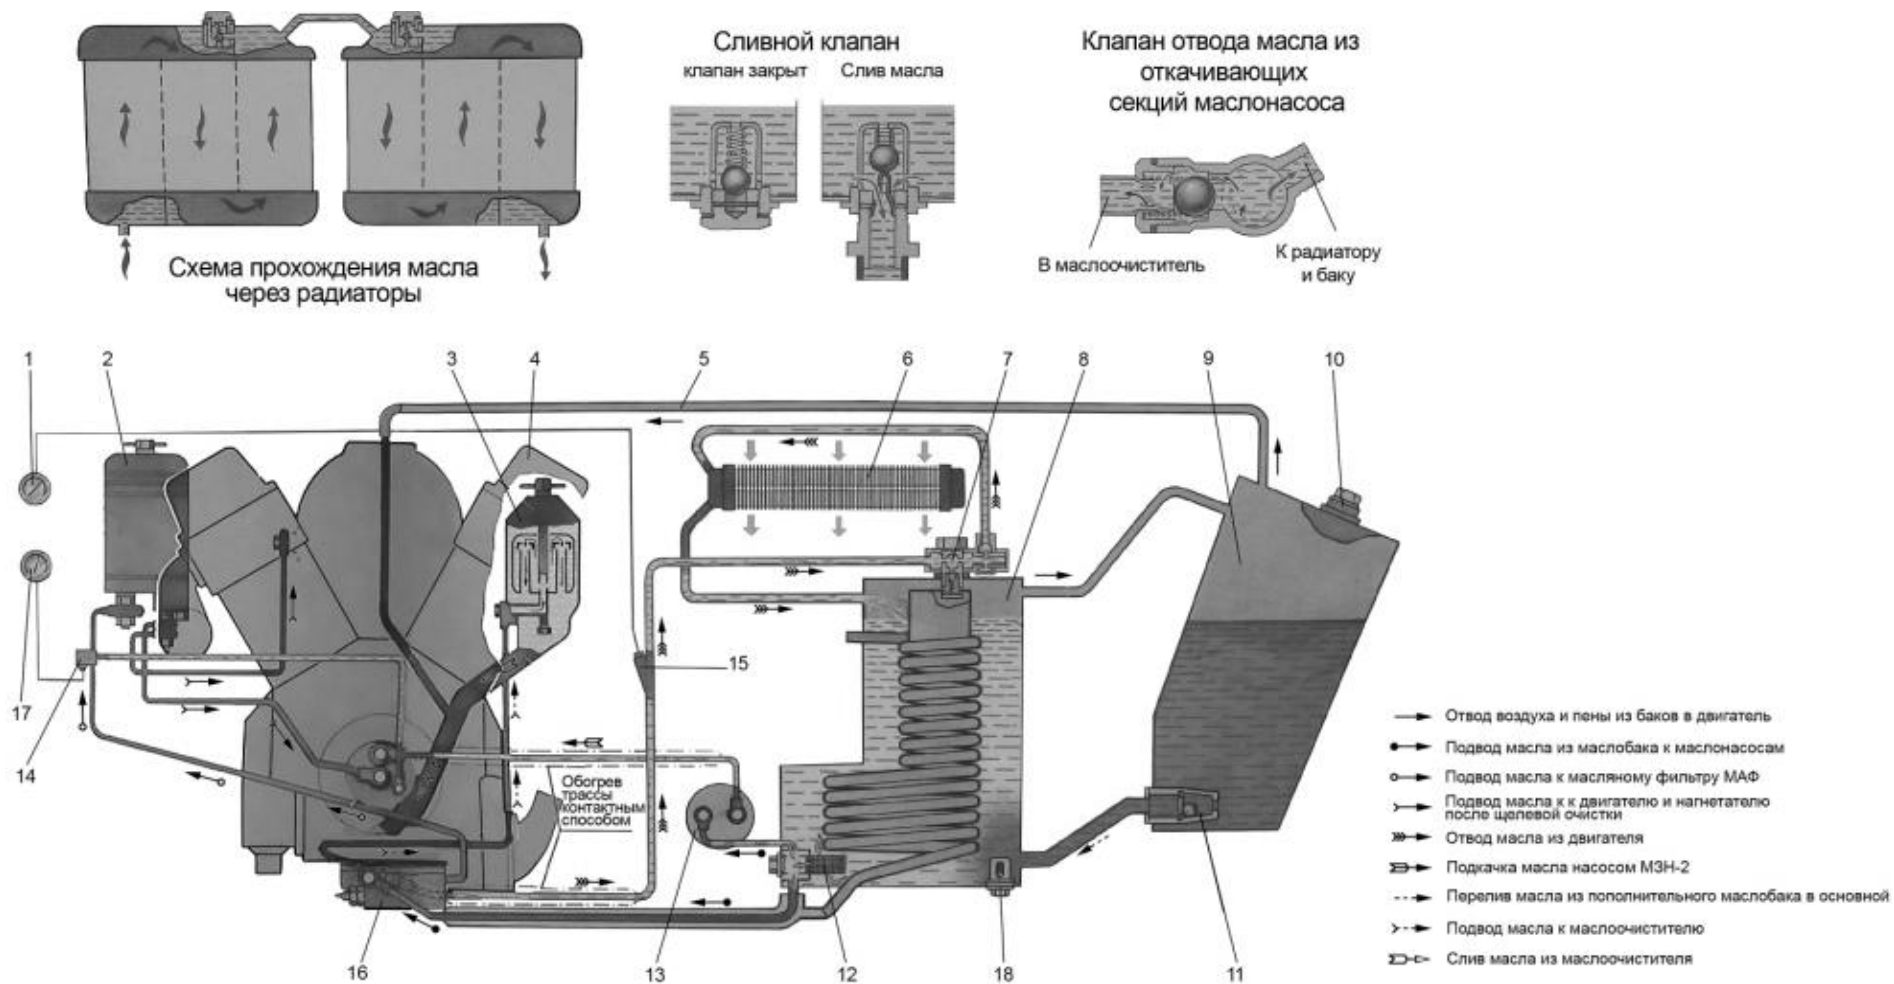 Сливной клапан
клапан закрыт
Слив масла
Клапан отвода масла из
откачивающих
секций маслонасоса
В маслоочиститель
К радиатору
и баку
Схема прохождения масла
через радиаторы
1
2
3
4
5
6
7
8
9
10
15
17
14
Обогрев
трассы
контактным
способом
16
13
12
18
11
Отвод воздуха и пены из баков в двигатель
Подвод масла из маслобака к маслонасосам
Подвод масла к масляному фильтру МАФ
Подвод масла к к двигателю и нагнетателю
после щелевой очистки
Отвод масла из двигателя
Подкачка масла насосом МЗН-2
Перелив масла из пополнительного маслобака в основной
Подвод масла к маслоочистителю
Слив масла из маслоочистителя